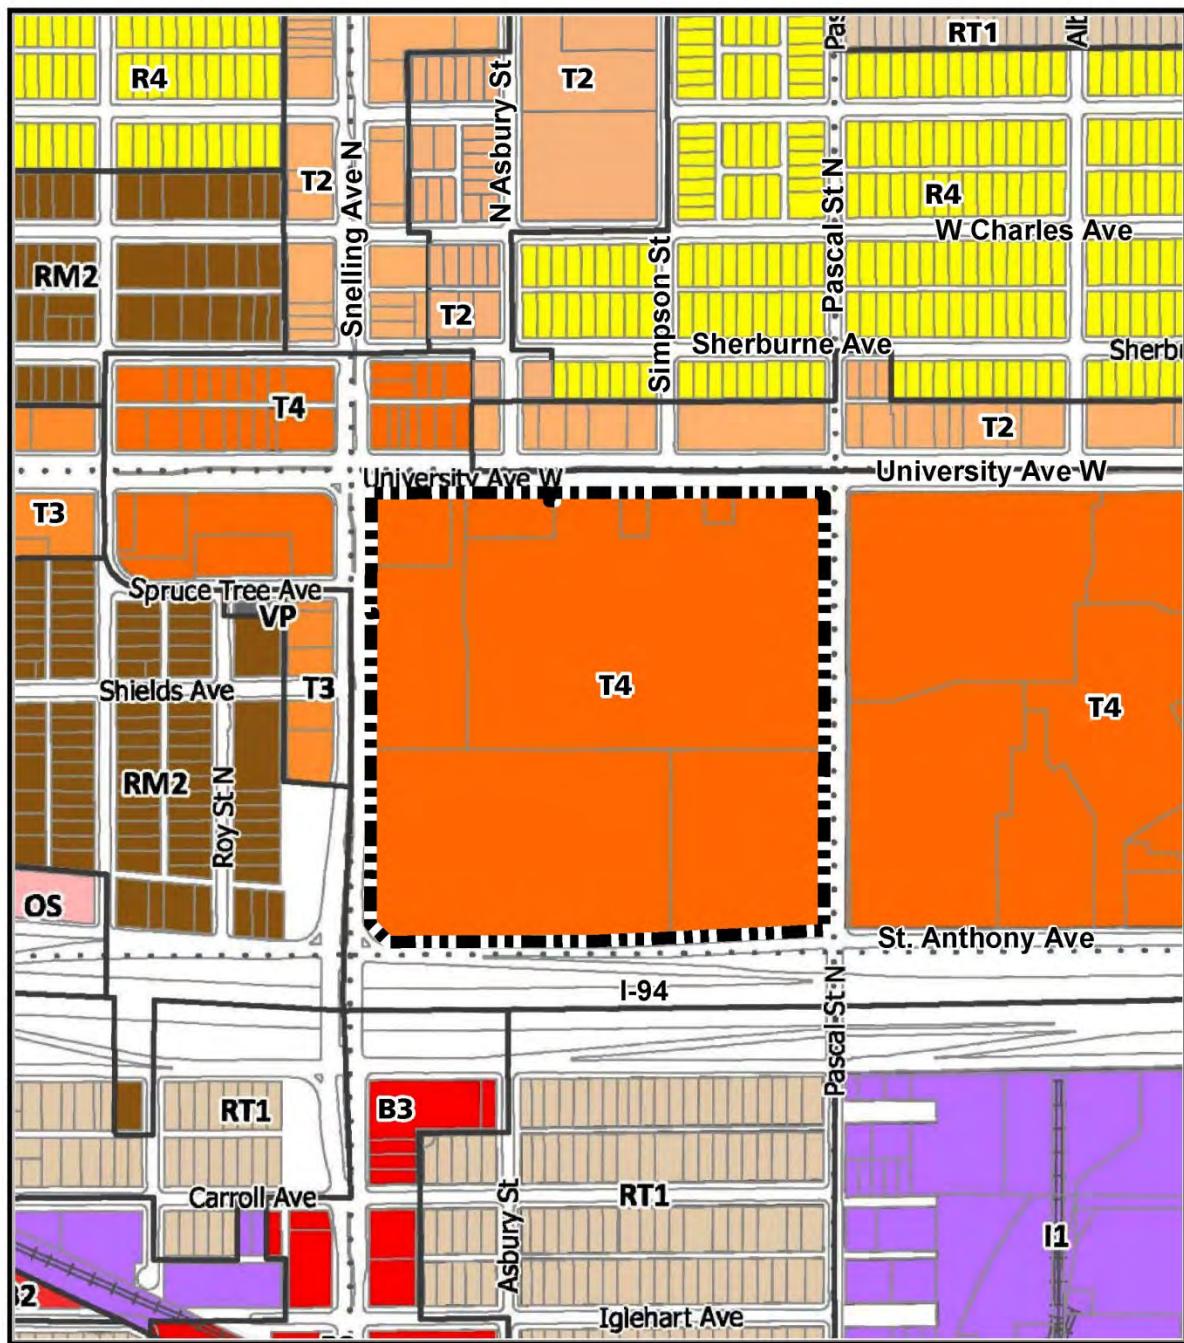 RT1
R4
T2
N Asbury St
T2
Snelling Ave N
Pascal St N
R4
W Charles Ave
RM2
T2
Simpson St
Sherburne Ave
T4
T2
University Ave W
University Ave W
T3
Spruce Tree Ave
VP
Shields Ave
T3
T4
T4
RM2
Roy St N
OS
St. Anthony Ave
I-94
Pascal St N
RT1
B3
Carroll Ave
RT1
Asbury St
I1
Iglehart Ave